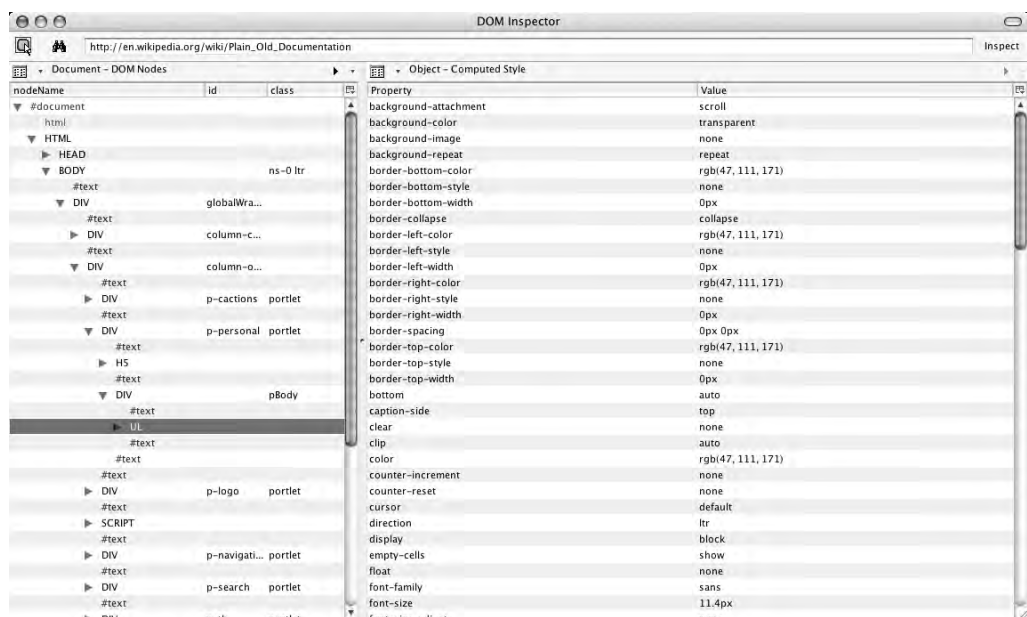 DOM Inspector
http://en.wikipedia.org/wiki/Plain_Old_Documentation
Inspect
Document – DOM Nodes
nodeName id class
#document
html
HTML
HEAD
BODY ns-0 ltr
#text
DIV globalWra...
#text
DIV column-c...
#text
DIV column-o...
#text
DIV p-cactions portlet
#text
DIV p-personal portlet
#text
H5
#text
DIV pBody
#text
UL
#text
#text
#text
DIV p-logo portlet
#text
SCRIPT
#text
DIV p-navigati... portlet
#text
DIV p-search portlet
#text
Object – Computed Style
Property Value
background-attachment scroll
background-color transparent
background-image none
background-repeat repeat
border-bottom-color rgb(47, 111, 171)
border-bottom-style none
border-bottom-width 0px
border-collapse collapse
border-left-color rgb(47, 111, 171)
border-left-style none
border-left-width 0px
border-right-color rgb(47, 111, 171)
border-right-style none
border-right-width 0px
border-spacing 0px 0px
border-top-color rgb(47, 111, 171)
border-top-style none
border-top-width 0px
bottom auto
caption-side top
clear none
clip auto
color rgb(47, 111, 171)
counter-increment none
counter-reset none
cursor default
direction ltr
display block
empty-cells show
float none
font-family sans
font-size 11.4px